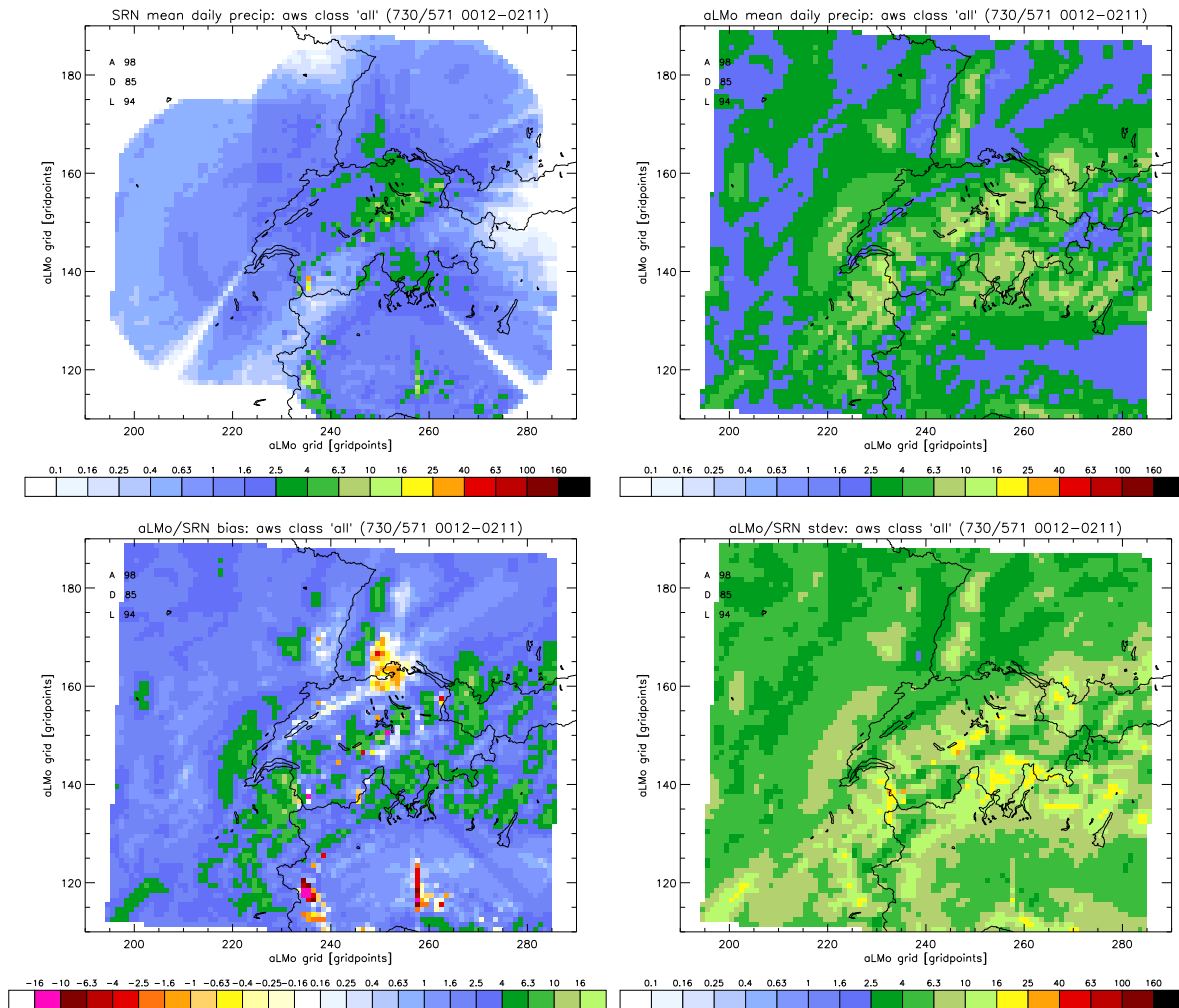 SRN mean daily precip: aws class 'all' (730/571 0012−0211)
A 98
D 85
L 94
180
160
140
120
aLMo grid [gridpoints]
200 220 240 260 280
aLMo grid [gridpoints]
0.1 0.16 0.25 0.4 0.63 1 1.6 2.5 4 6.3 10 16 25 40 63 100 160
aLMo mean daily precip: aws class 'all' (730/571 0012−0211)
A 98
D 85
L 94
180
160
140
120
aLMo grid [gridpoints]
200 220 240 260 280
aLMo grid [gridpoints]
0.1 0.16 0.25 0.4 0.63 1 1.6 2.5 4 6.3 10 16 25 40 63 100 160
aLMo/SRN bias: aws class 'all' (730/571 0012−0211)
A 98
D 85
L 94
180
160
140
120
aLMo grid [gridpoints]
200 220 240 260 280
aLMo grid [gridpoints]
−16 −10 −6.3 −4 −2.5 −1.6 −1 −0.63 −0.4 −0.25 −0.16 0.16 0.25 0.4 0.63 1 1.6 2.5 4 6.3 10 16
aLMo/SRN stdev: aws class 'all' (730/571 0012−0211)
A 98
D 85
L 94
180
160
140
120
aLMo grid [gridpoints]
200 220 240 260 280
aLMo grid [gridpoints]
0.1 0.16 0.25 0.4 0.63 1 1.6 2.5 4 6.3 10 16 25 40 63 100 160